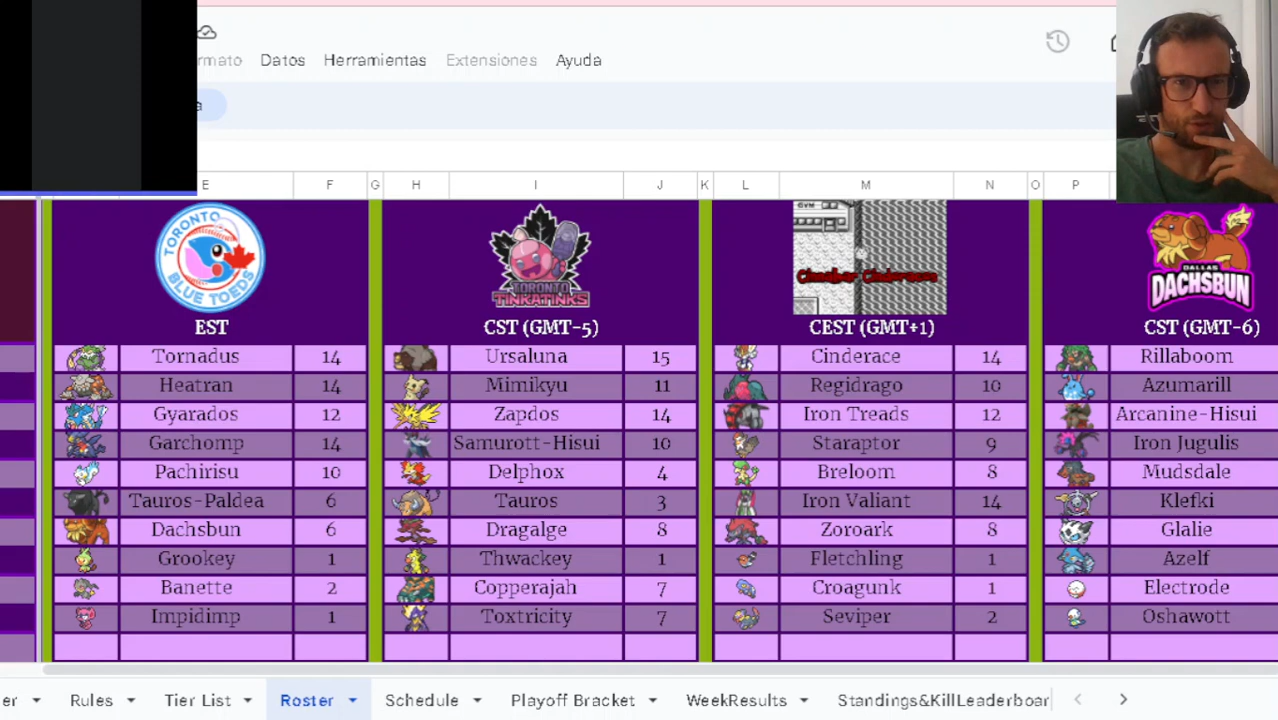 rmato Datos Herramientas Extensiones Ayuda
a
E F G H I J K L M N O P
TORONTO BLUE TOEDS
TORONTO TINKATINKS
GYM
DALLAS DACHSBUN
EST CST (GMT-5) CEST (GMT+1) CST (GMT-6)
Tornadus 14 Ursaluna 15 Cinderace 14 Rillaboom
Heatran 14 Mimikyu 11 Regidrago 10 Azumarill
Gyarados 12 Zapdos 14 Iron Treads 12 Arcanine-Hisui
Garchomp 14 Samurott-Hisui 10 Staraptor 9 Iron Jugulis
Pachirisu 10 Delphox 4 Breloom 8 Mudsdale
Tauros-Paldea 6 Tauros 3 Iron Valiant 14 Klefki
Dachsbun 6 Dragalge 8 Zoroark 8 Glalie
Grookey 1 Thwackey 1 Fletchling 1 Azelf
Banette 2 Copperajah 7 Croagunk 1 Electrode
Impidimp 1 Toxtricity 7 Seviper 2 Oshawott
er Rules Tier List Roster Schedule Playoff Bracket WeekResults Standings&KillLeaderboar